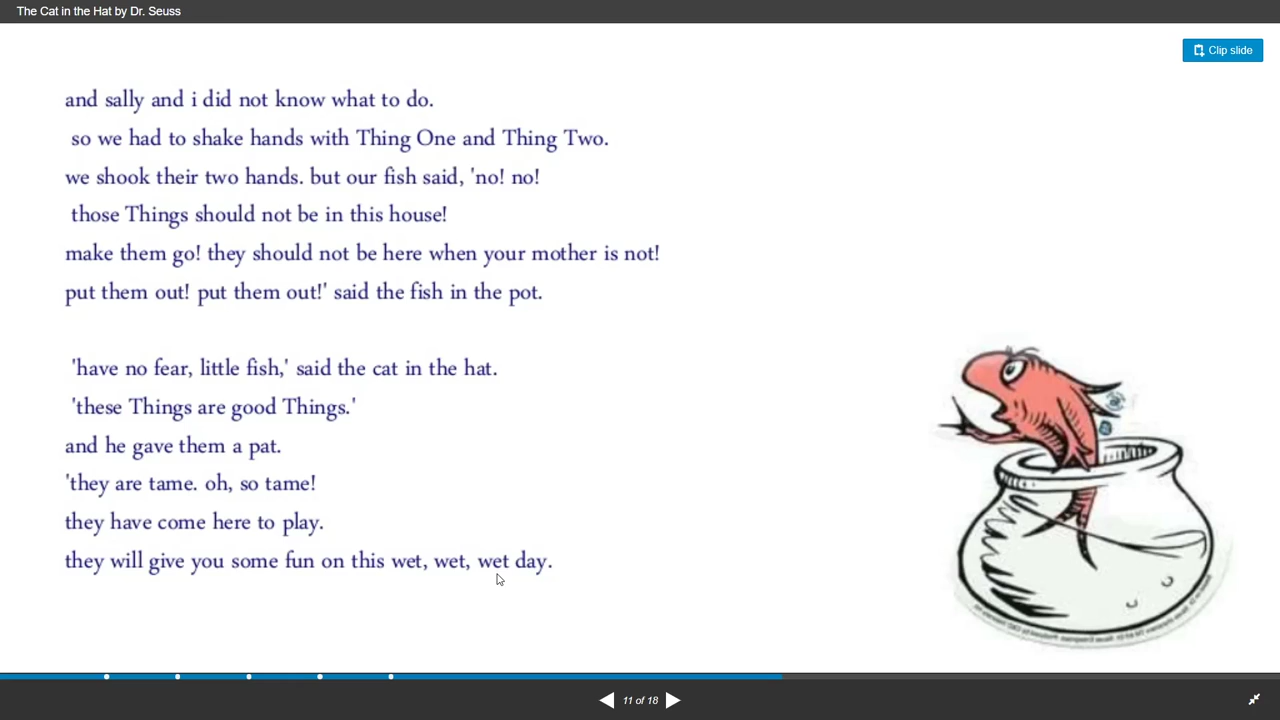 The Cat in the Hat by Dr. Seuss
Clip slide
and sally and i did not know what to do.
so we had to shake hands with Thing One and Thing Two.
we shook their two hands. but our fish said, 'no! no!
those Things should not be in this house!
make them go! they should not be here when your mother is not!
put them out! put them out!' said the fish in the pot.
'have no fear, little fish,' said the cat in the hat.
'these Things are good Things.'
and he gave them a pat.
'they are tame. oh, so tame!
they have come here to play.
they will give you some fun on this wet, wet, wet day.
11 of 18